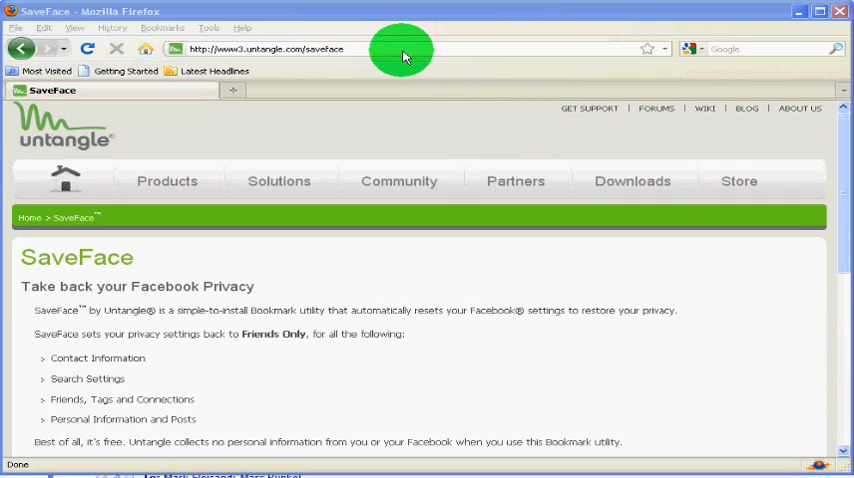 SaveFace - Mozilla Firefox
File Edit View History Bookmarks Tools Help
http://www3.untangle.com/saveface Google
Most Visited Getting Started Latest Headlines
SaveFace
GET SUPPORT | FORUMS | WIKI | BLOG | ABOUT US
untangle®
Products Solutions Community Partners Downloads Store
Home > SaveFace™
SaveFace
Take back your Facebook Privacy
SaveFace™ by Untangle® is a simple-to-install Bookmark utility that automatically resets your Facebook® settings to restore your privacy.
SaveFace sets your privacy settings back to Friends Only, for all the following:
> Contact Information
> Search Settings
> Friends, Tags and Connections
> Personal Information and Posts
Best of all, it's free. Untangle collects no personal information from you or your Facebook when you use this Bookmark utility.
Done